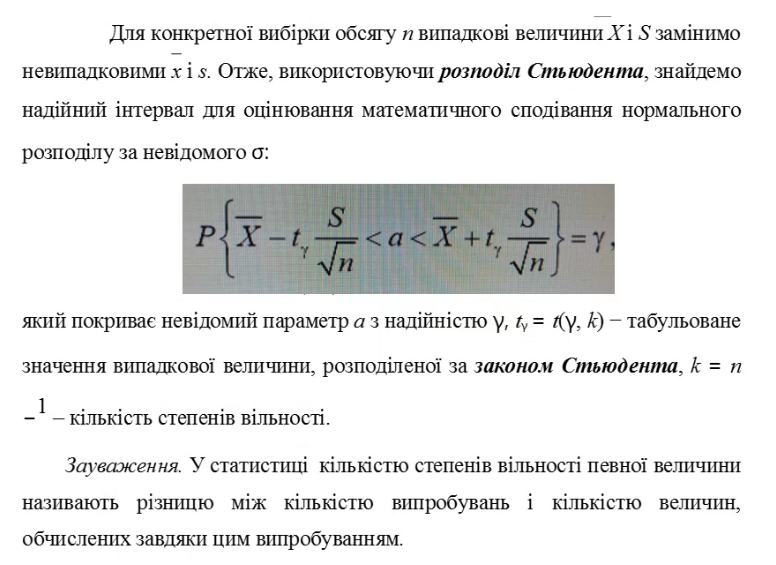 Для конкретної вибірки обсягу n випадкові величини X̅ і S замінимо
невипадковими x̅ і s. Отже, використовуючи розподіл Стьюдента, знайдемо
надійний інтервал для оцінювання математичного сподівання нормального
розподілу за невідомого σ:
P{X̅ − tᵧ S/√n < a < X̅ + tᵧ S/√n} = γ,
який покриває невідомий параметр a з надійністю γ, tᵧ = t(γ, k) − табульоване
значення випадкової величини, розподіленої за законом Стьюдента, k = n
−1 – кількість степенів вільності.
Зауваження. У статистиці кількістю степенів вільності певної величини
називають різницю між кількістю випробувань і кількістю величин,
обчислених завдяки цим випробуванням.